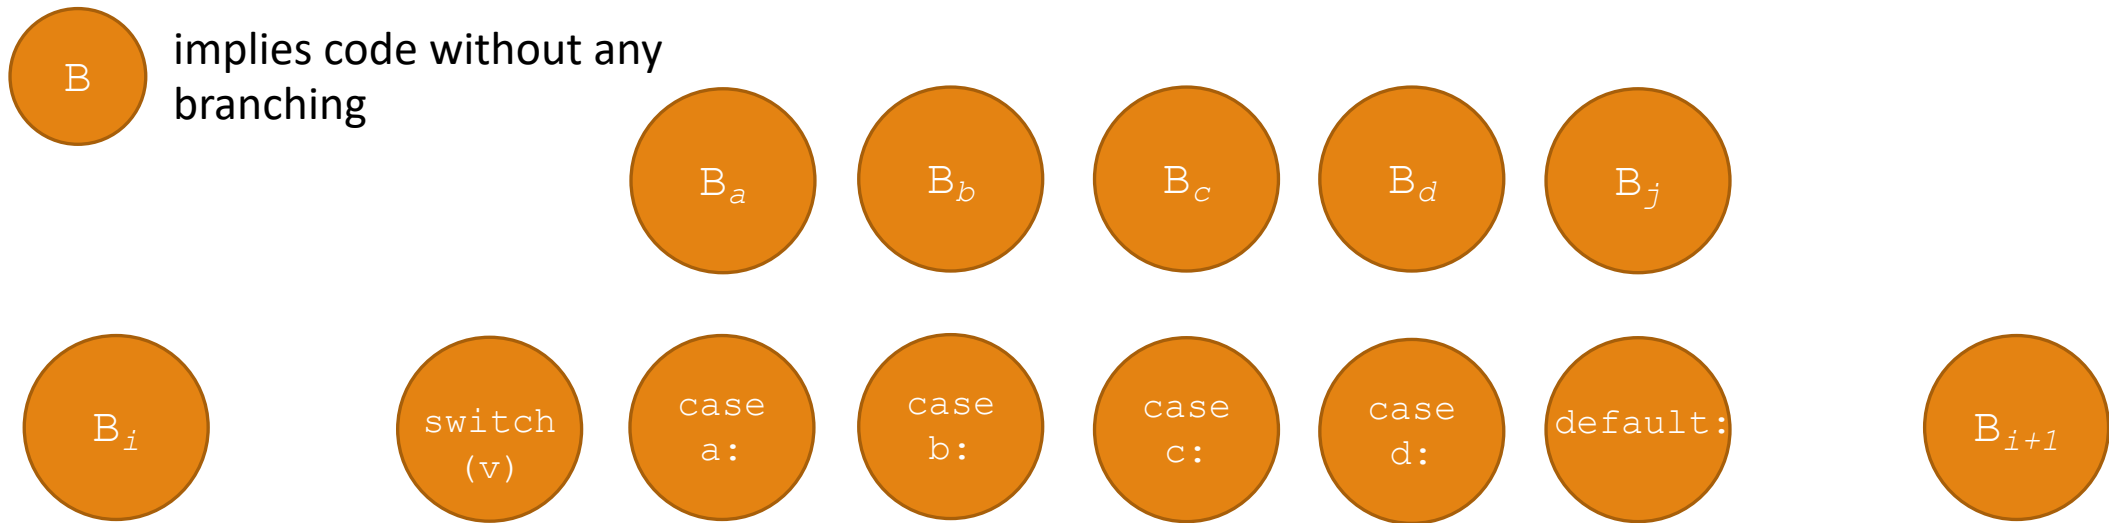 B
implies code without any
branching
Ba
Bb
Bc
Bd
Bj
Bi
switch
(v)
case
a:
case
b:
case
c:
case
d:
default:
Bi+1